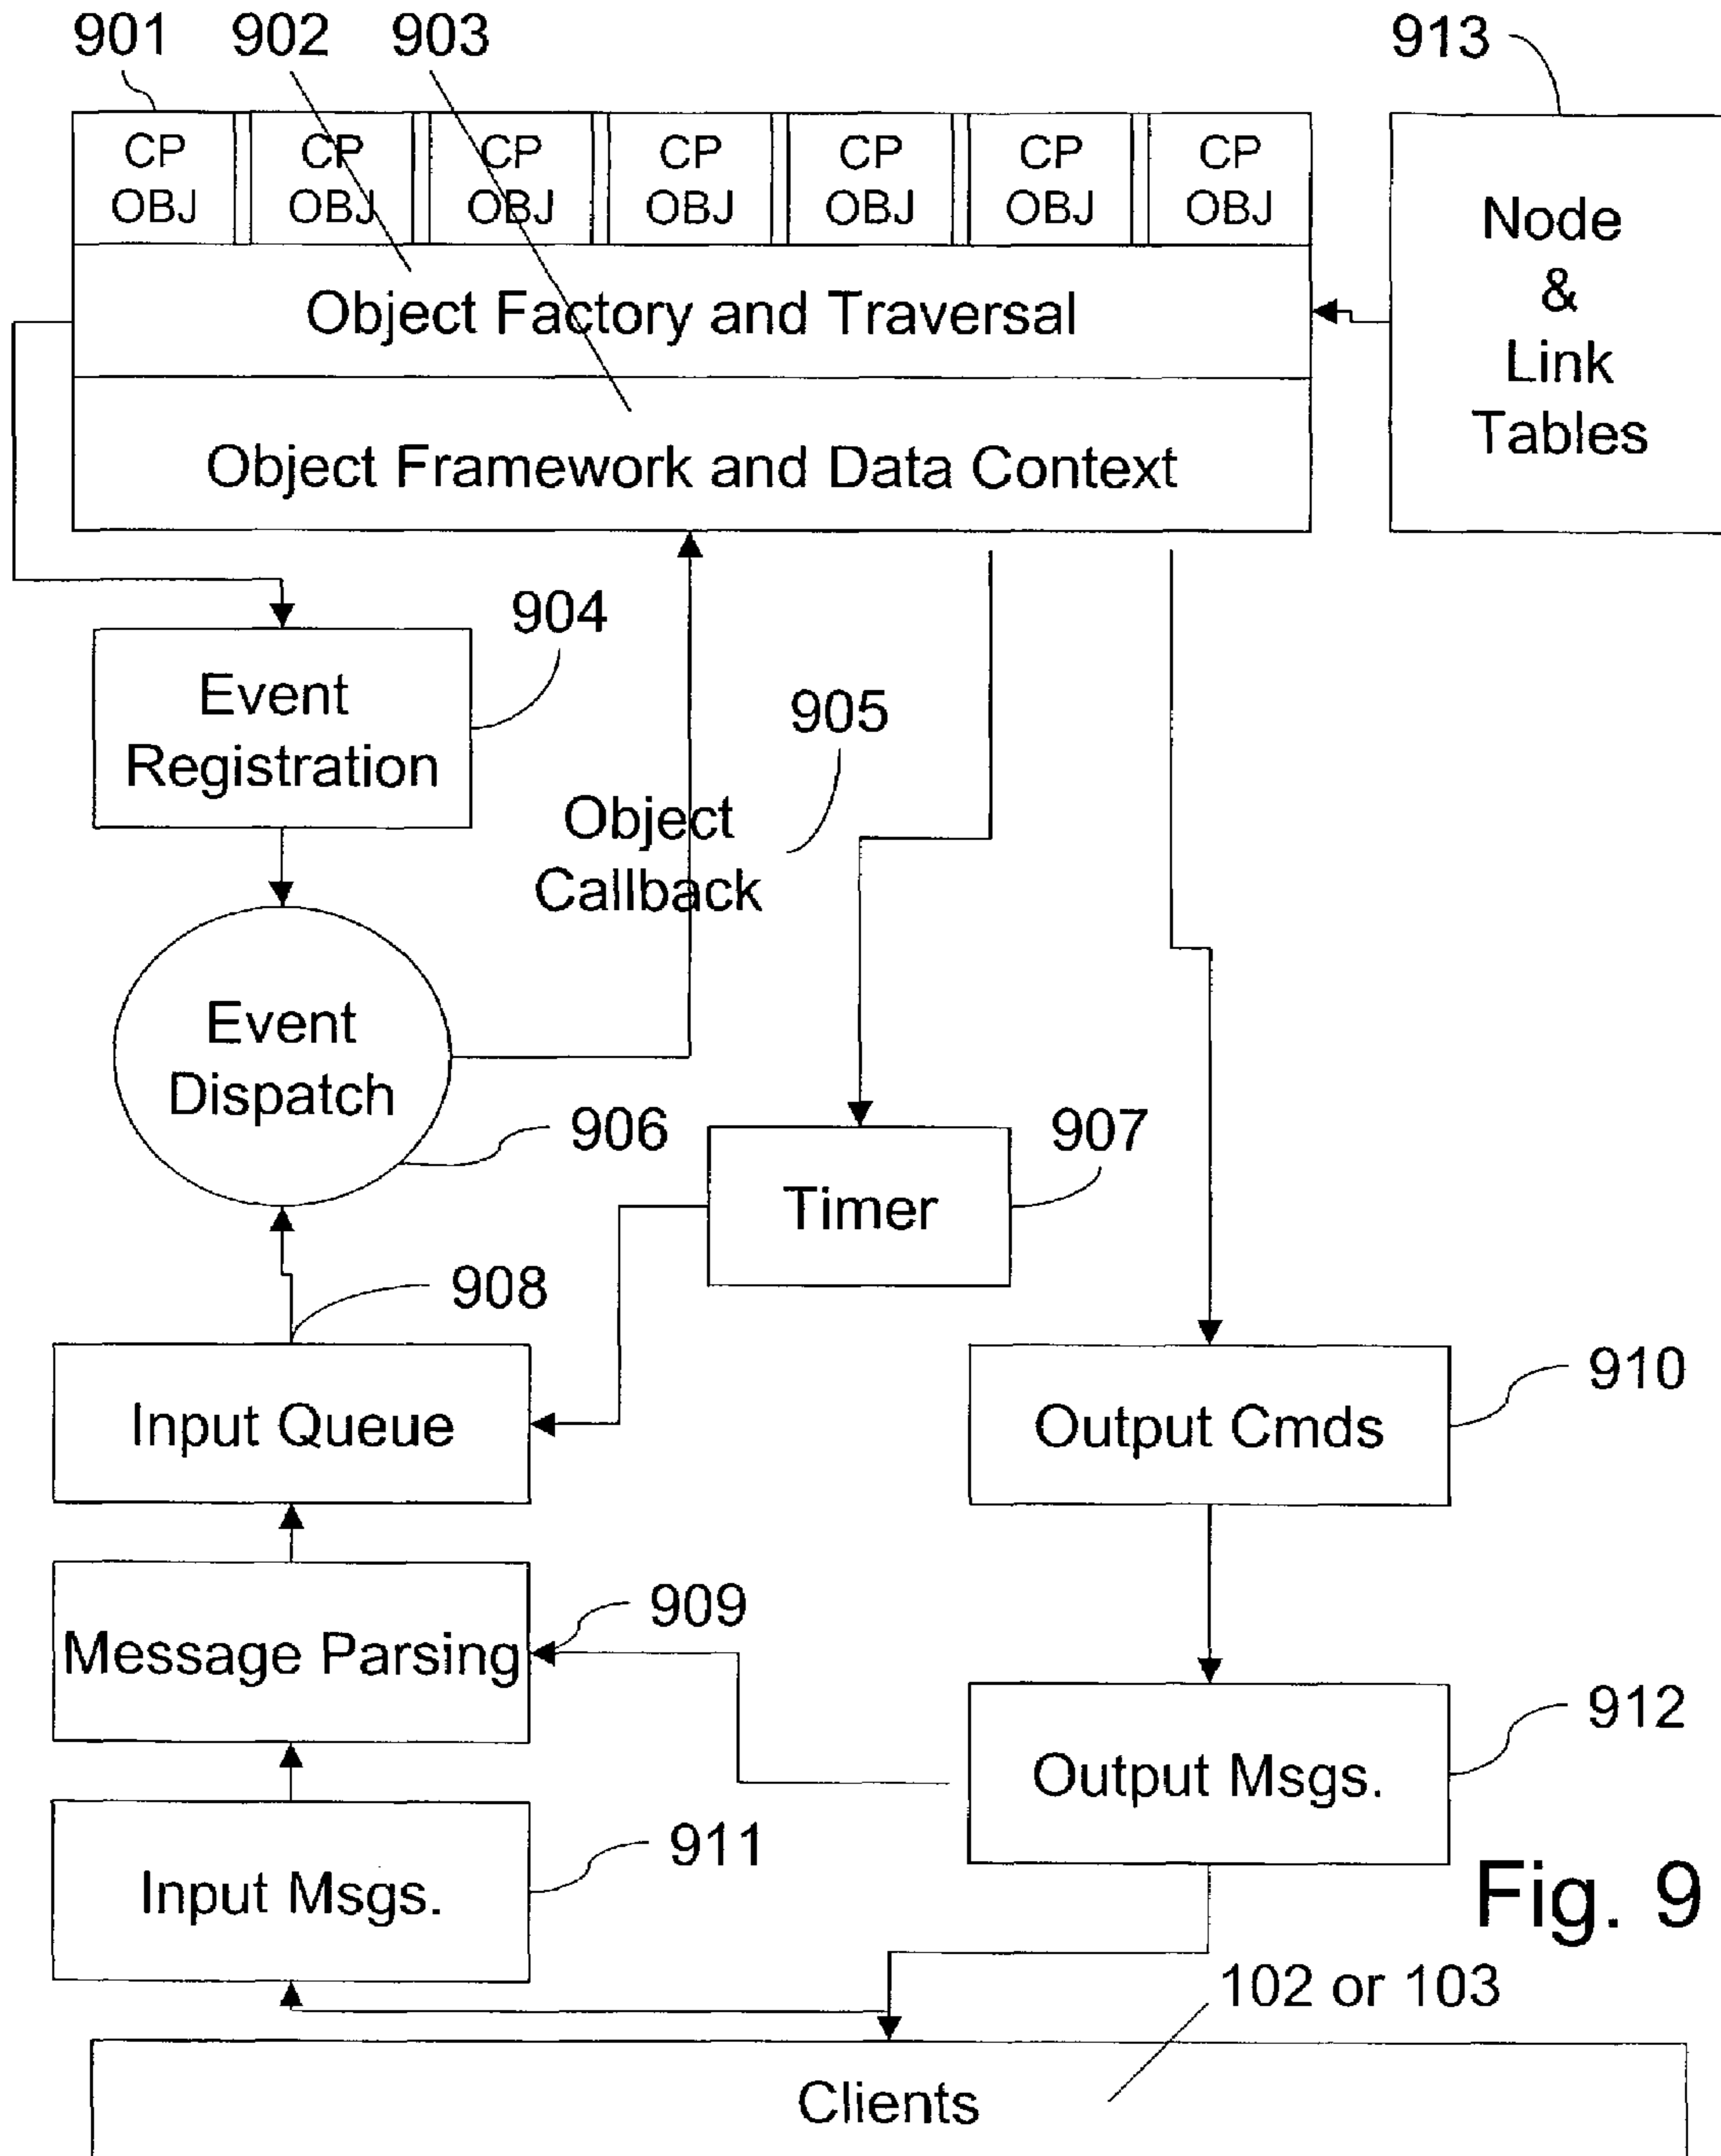 901 902 903 913
CP CP CP CP CP CP CP
OBJ OBJ OBJ OBJ OBJ OBJ OBJ
Node
&
Link
Tables
Object Factory and Traversal
Object Framework and Data Context
904
Event
Registration
905
Object
Callback
Event
Dispatch
906
907
Timer
908
Input Queue
910
Output Cmds
909
Message Parsing
912
Output Msgs.
911
Input Msgs.
Fig. 9
102 or 103
Clients